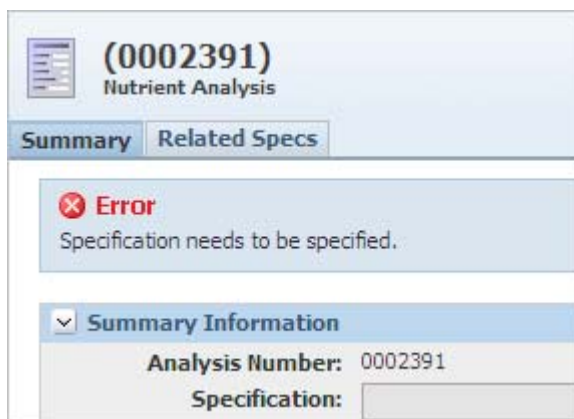 (0002391)
Nutrient Analysis
Summary Related Specs
Error
Specification needs to be specified.
Summary Information
Analysis Number: 0002391
Specification: